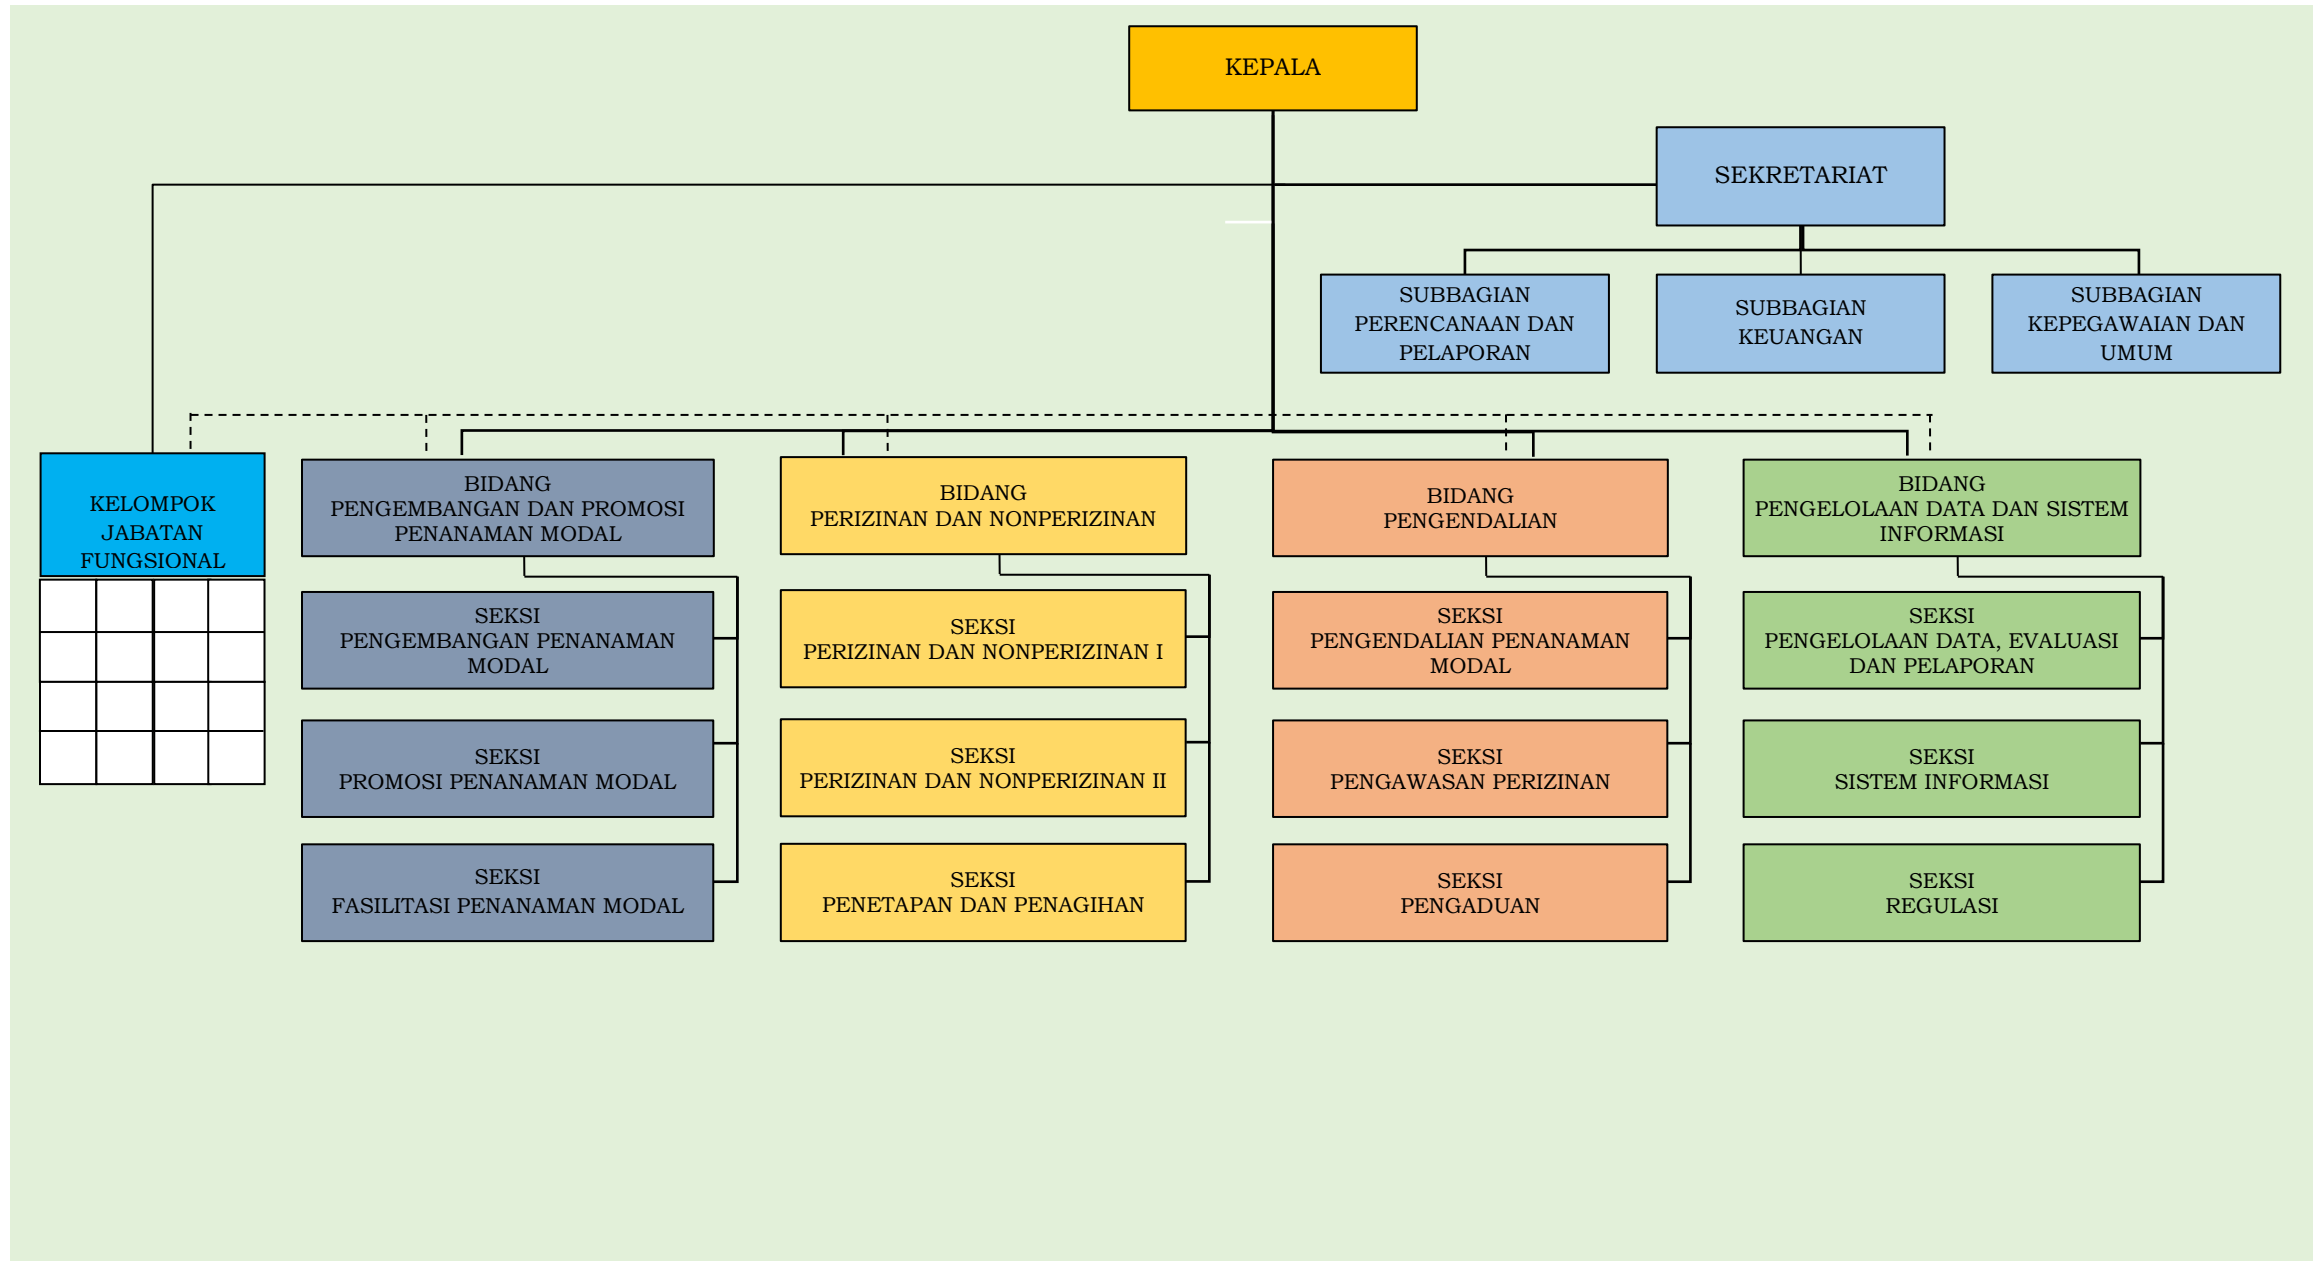 KEPALA
SEKRETARIAT
SUBBAGIAN
PERENCANAAN DAN
PELAPORAN
SUBBAGIAN
KEUANGAN
SUBBAGIAN
KEPEGAWAIAN DAN
UMUM
KELOMPOK
JABATAN
FUNGSIONAL
BIDANG
PENGEMBANGAN DAN PROMOSI
PENANAMAN MODAL
SEKSI
PENGEMBANGAN PENANAMAN
MODAL
SEKSI
PROMOSI PENANAMAN MODAL
SEKSI
FASILITASI PENANAMAN MODAL
BIDANG
PERIZINAN DAN NONPERIZINAN
SEKSI
PERIZINAN DAN NONPERIZINAN I
SEKSI
PERIZINAN DAN NONPERIZINAN II
SEKSI
PENETAPAN DAN PENAGIHAN
BIDANG
PENGENDALIAN
SEKSI
PENGENDALIAN PENANAMAN
MODAL
SEKSI
PENGAWASAN PERIZINAN
SEKSI
PENGADUAN
BIDANG
PENGELOLAAN DATA DAN SISTEM
INFORMASI
SEKSI
PENGELOLAAN DATA, EVALUASI
DAN PELAPORAN
SEKSI
SISTEM INFORMASI
SEKSI
REGULASI